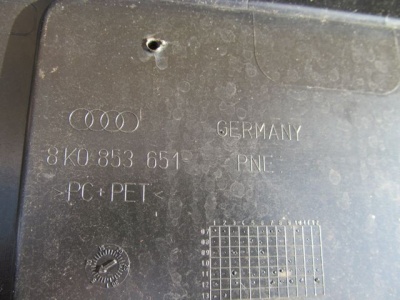 GERMANY
8K0 853 651
PNE
>PC+PET<